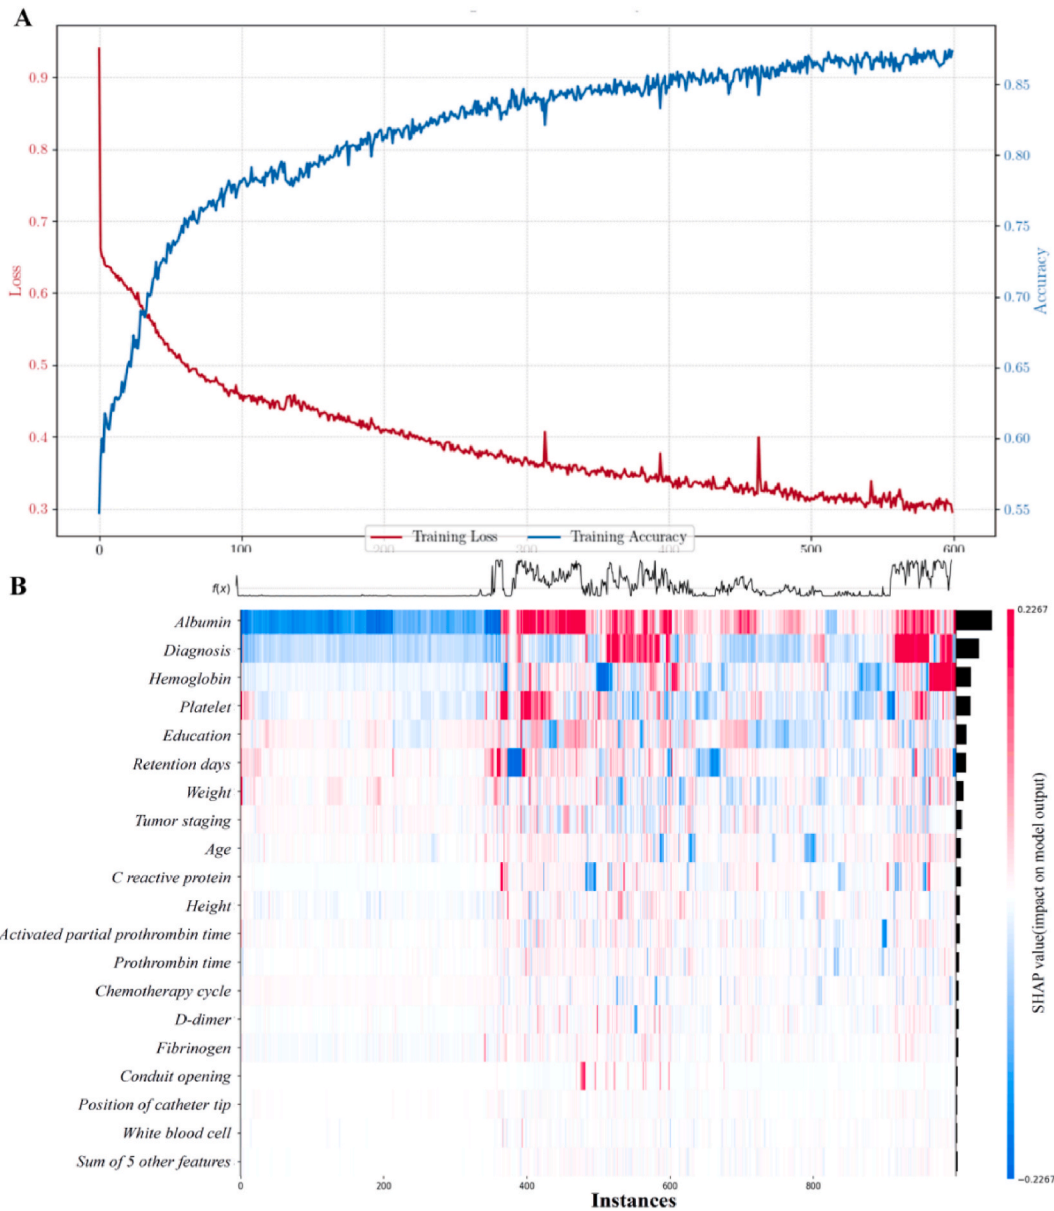 A
0.9
0.8
0.7
0.6
0.5
0.4
0.3
Loss
0.85
0.80
0.75
0.70
0.65
0.60
0.55
Accuracy
Training Loss
Training Accuracy
0
100
200
300
400
500
600
B
f(x)
Albumin
Diagnosis
Hemoglobin
Platelet
Education
Retention days
Weight
Tumor staging
Age
C reactive protein
Height
Activated partial prothrombin time
Prothrombin time
Chemotherapy cycle
D-dimer
Fibrinogen
Conduit opening
Position of catheter tip
White blood cell
Sum of 5 other features
0
200
400
600
800
Instances
0.2267
SHAP value(impact on model output)
−0.2267